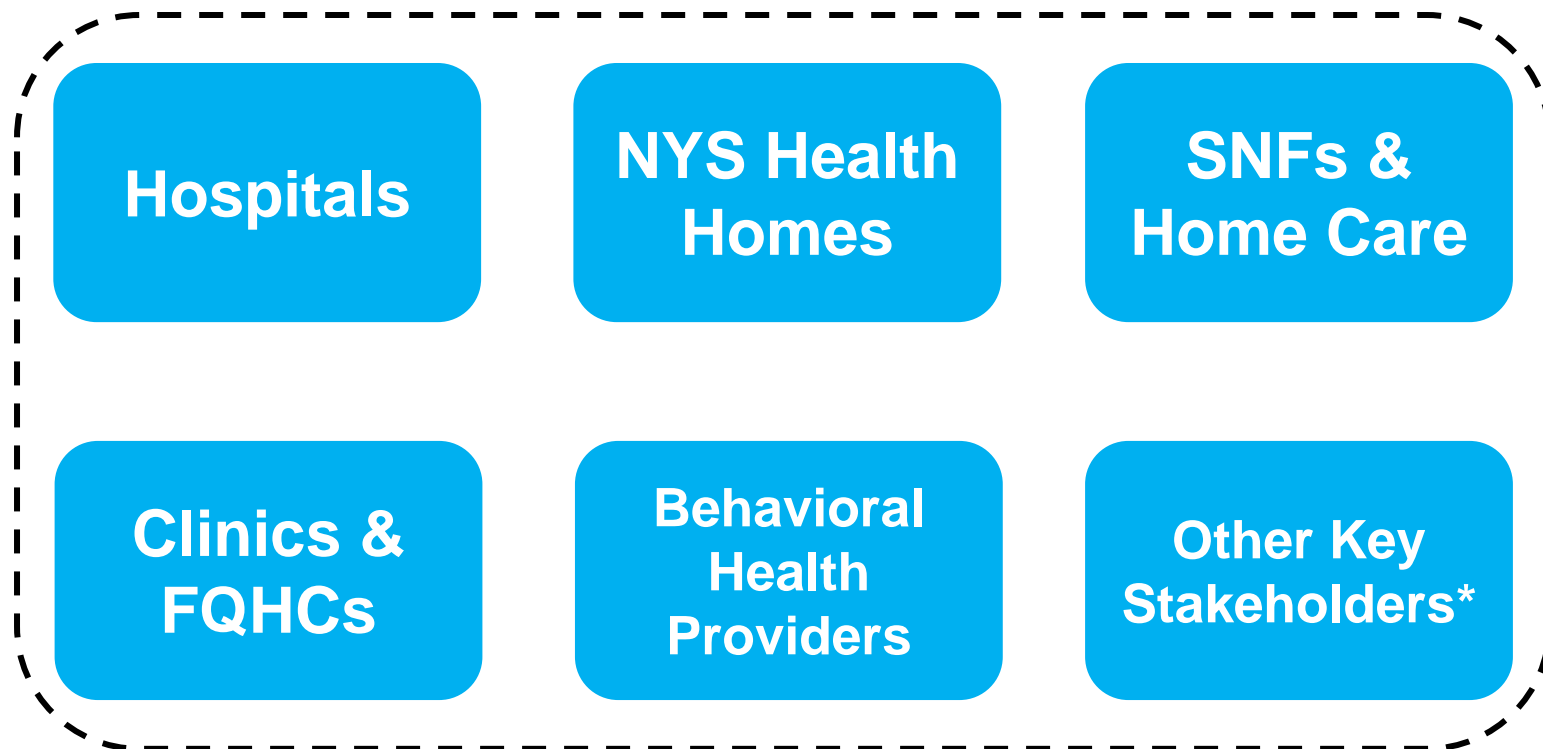 Hospitals
NYS Health
Homes
SNFs &
Home Care
Clinics &
FQHCs
Behavioral
Health
Providers
Other Key
Stakeholders*